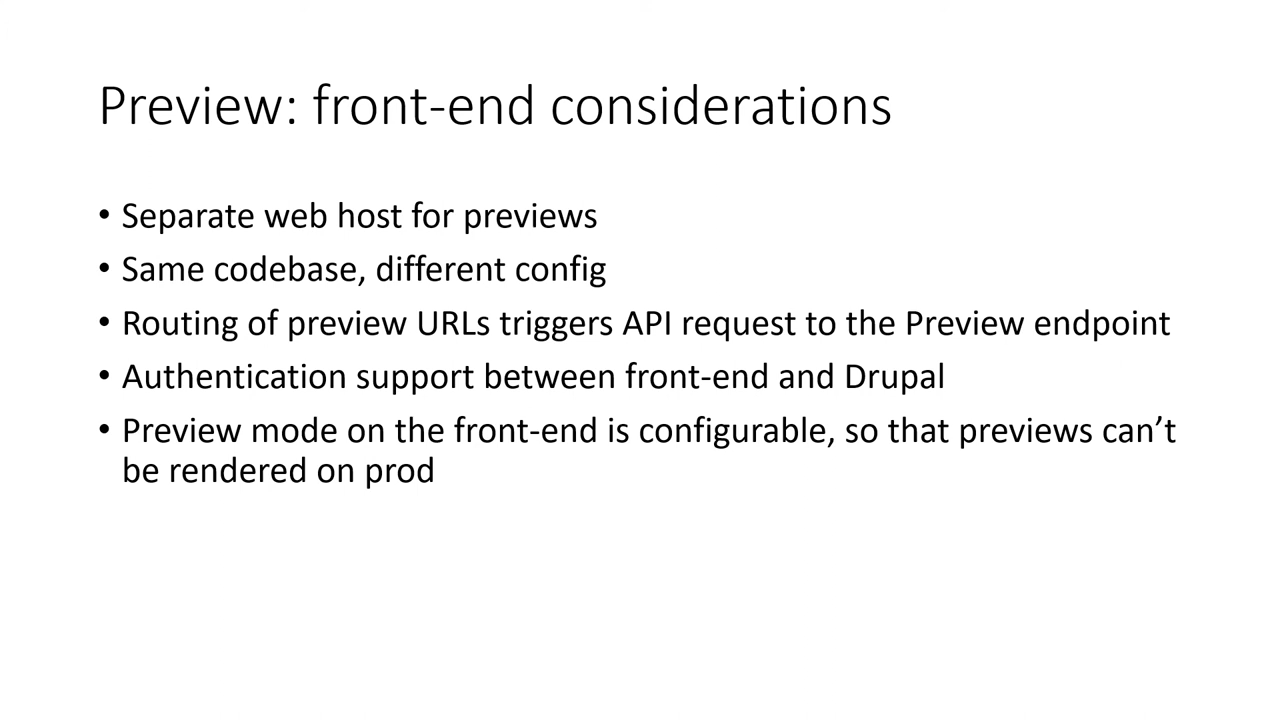 Preview: front-end considerations
• Separate web host for previews
• Same codebase, different config
• Routing of preview URLs triggers API request to the Preview endpoint
• Authentication support between front-end and Drupal
• Preview mode on the front-end is configurable, so that previews can’t
be rendered on prod